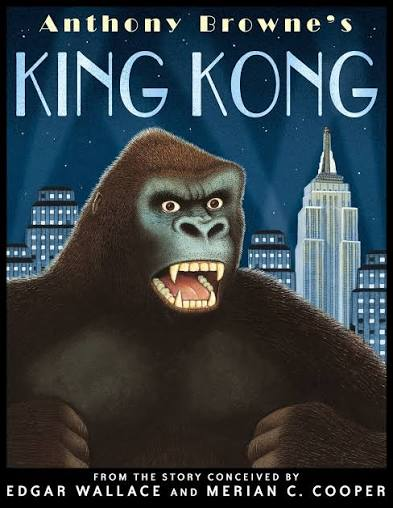 Anthony Browne's
KING KONG
FROM THE STORY CONCEIVED BY
EDGAR WALLACE AND MERIAN C. COOPER